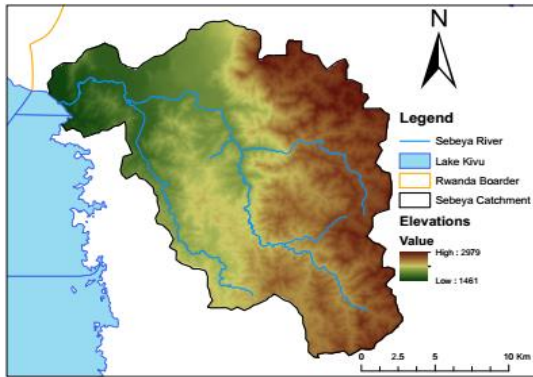 N
Legend
Sebeya River
Lake Kivu
Rwanda Boarder
Sebeya Catchment
Elevations
Value
High : 2979
Low : 1461
0 2.5 5 10 Km